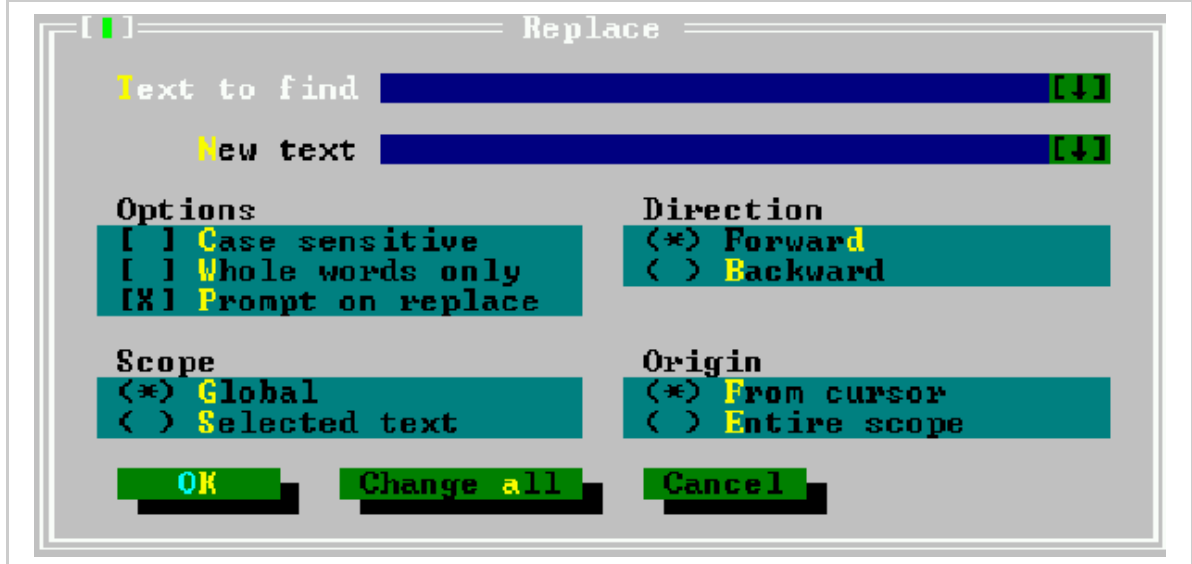 [■] Replace
Text to find [↓]
New text [↓]
Options
[ ] Case sensitive
[ ] Whole words only
[X] Prompt on replace
Direction
(*) Forward
( ) Backward
Scope
(*) Global
( ) Selected text
Origin
(*) From cursor
( ) Entire scope
OK Change all Cancel